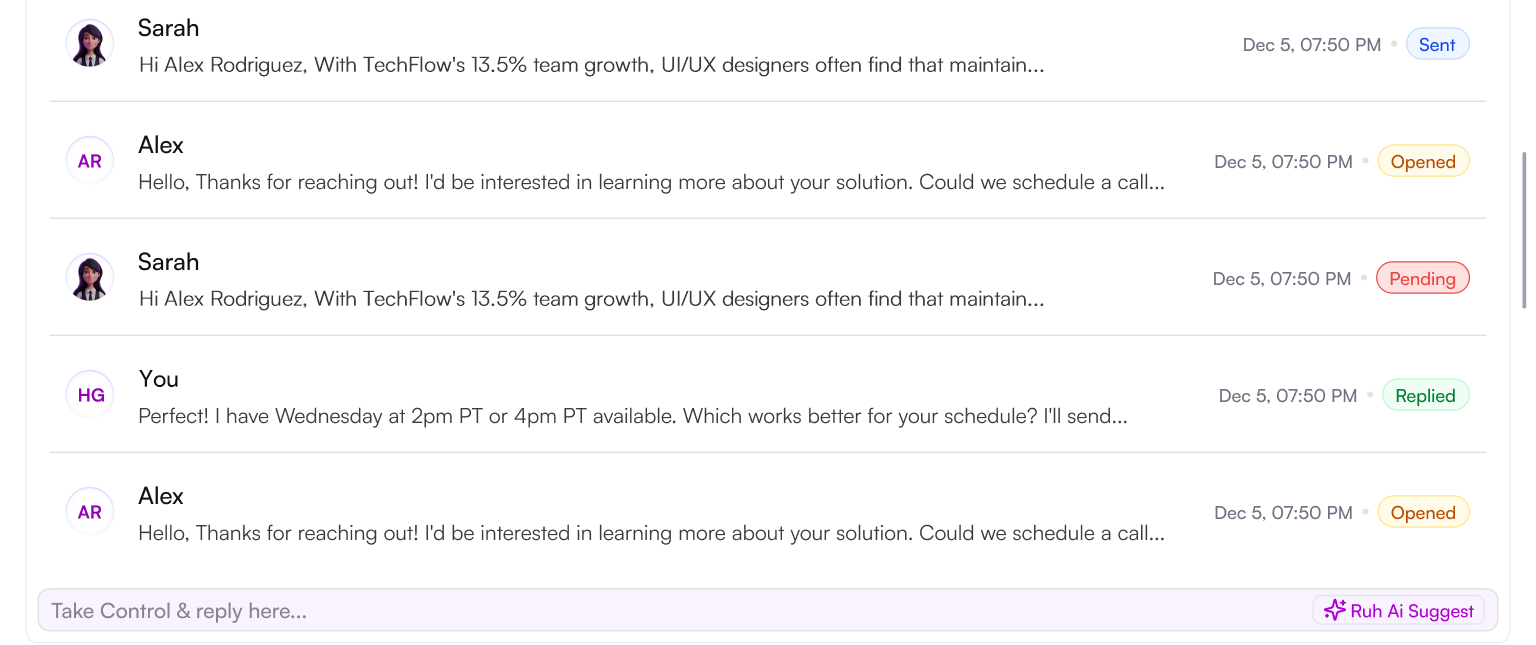 Sarah
Dec 5, 07:50 PM • Sent
Hi Alex Rodriguez, With TechFlow's 13.5% team growth, UI/UX designers often find that maintain...
AR
Alex
Dec 5, 07:50 PM • Opened
Hello, Thanks for reaching out! I'd be interested in learning more about your solution. Could we schedule a call...
Sarah
Dec 5, 07:50 PM • Pending
Hi Alex Rodriguez, With TechFlow's 13.5% team growth, UI/UX designers often find that maintain...
HG
You
Dec 5, 07:50 PM • Replied
Perfect! I have Wednesday at 2pm PT or 4pm PT available. Which works better for your schedule? I'll send...
AR
Alex
Dec 5, 07:50 PM • Opened
Hello, Thanks for reaching out! I'd be interested in learning more about your solution. Could we schedule a call...
Take Control & reply here...
Ruh Ai Suggest